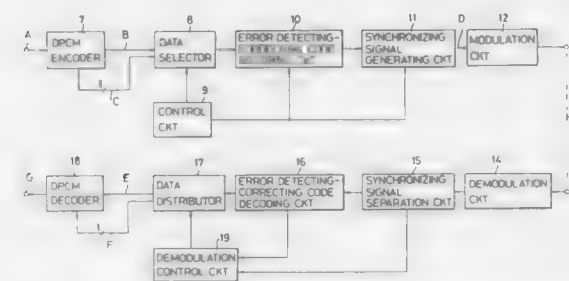 7
8
10
11
12
A
DPCM
ENCODER
B
C
DATA
SELECTOR
ERROR DETECTING-
SYNCHRONIZING
SIGNAL
GENERATING CKT
D
MODULATION
CKT
9
CONTROL
CKT
18
17
16
15
14
G
DPCM
DECODER
E
F
DATA
DISTRIBUTOR
ERROR DETECTING-
CORRECTING CODE
DECODING CKT
SYNCHRONIZING
SIGNAL
SEPARATION CKT
DEMODULATION
CKT
19
DEMODULATION
CONTROL CKT